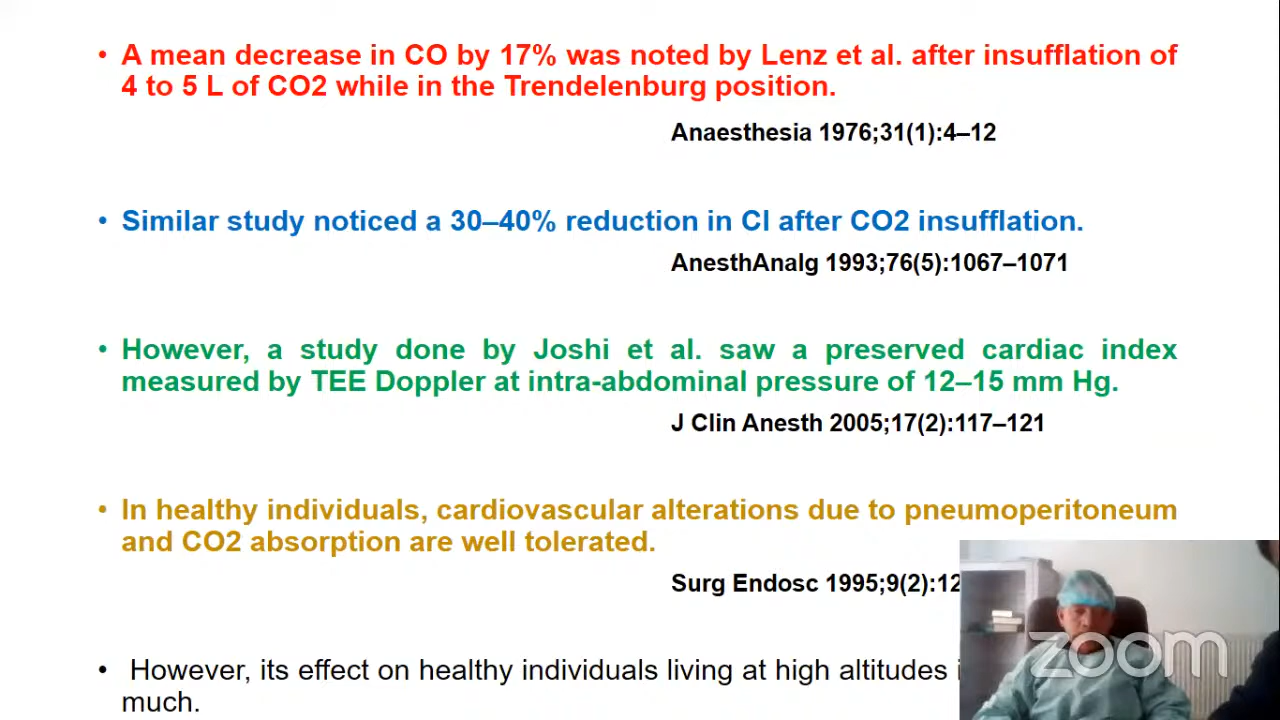 • A mean decrease in CO by 17% was noted by Lenz et al. after insufflation of
4 to 5 L of CO2 while in the Trendelenburg position.
Anaesthesia 1976;31(1):4–12
• Similar study noticed a 30–40% reduction in CI after CO2 insufflation.
AnesthAnalg 1993;76(5):1067–1071
• However, a study done by Joshi et al. saw a preserved cardiac index
measured by TEE Doppler at intra-abdominal pressure of 12–15 mm Hg.
J Clin Anesth 2005;17(2):117–121
• In healthy individuals, cardiovascular alterations due to pneumoperitoneum
and CO2 absorption are well tolerated.
Surg Endosc 1995;9(2):12
• However, its effect on healthy individuals living at high altitudes
much.
zoom